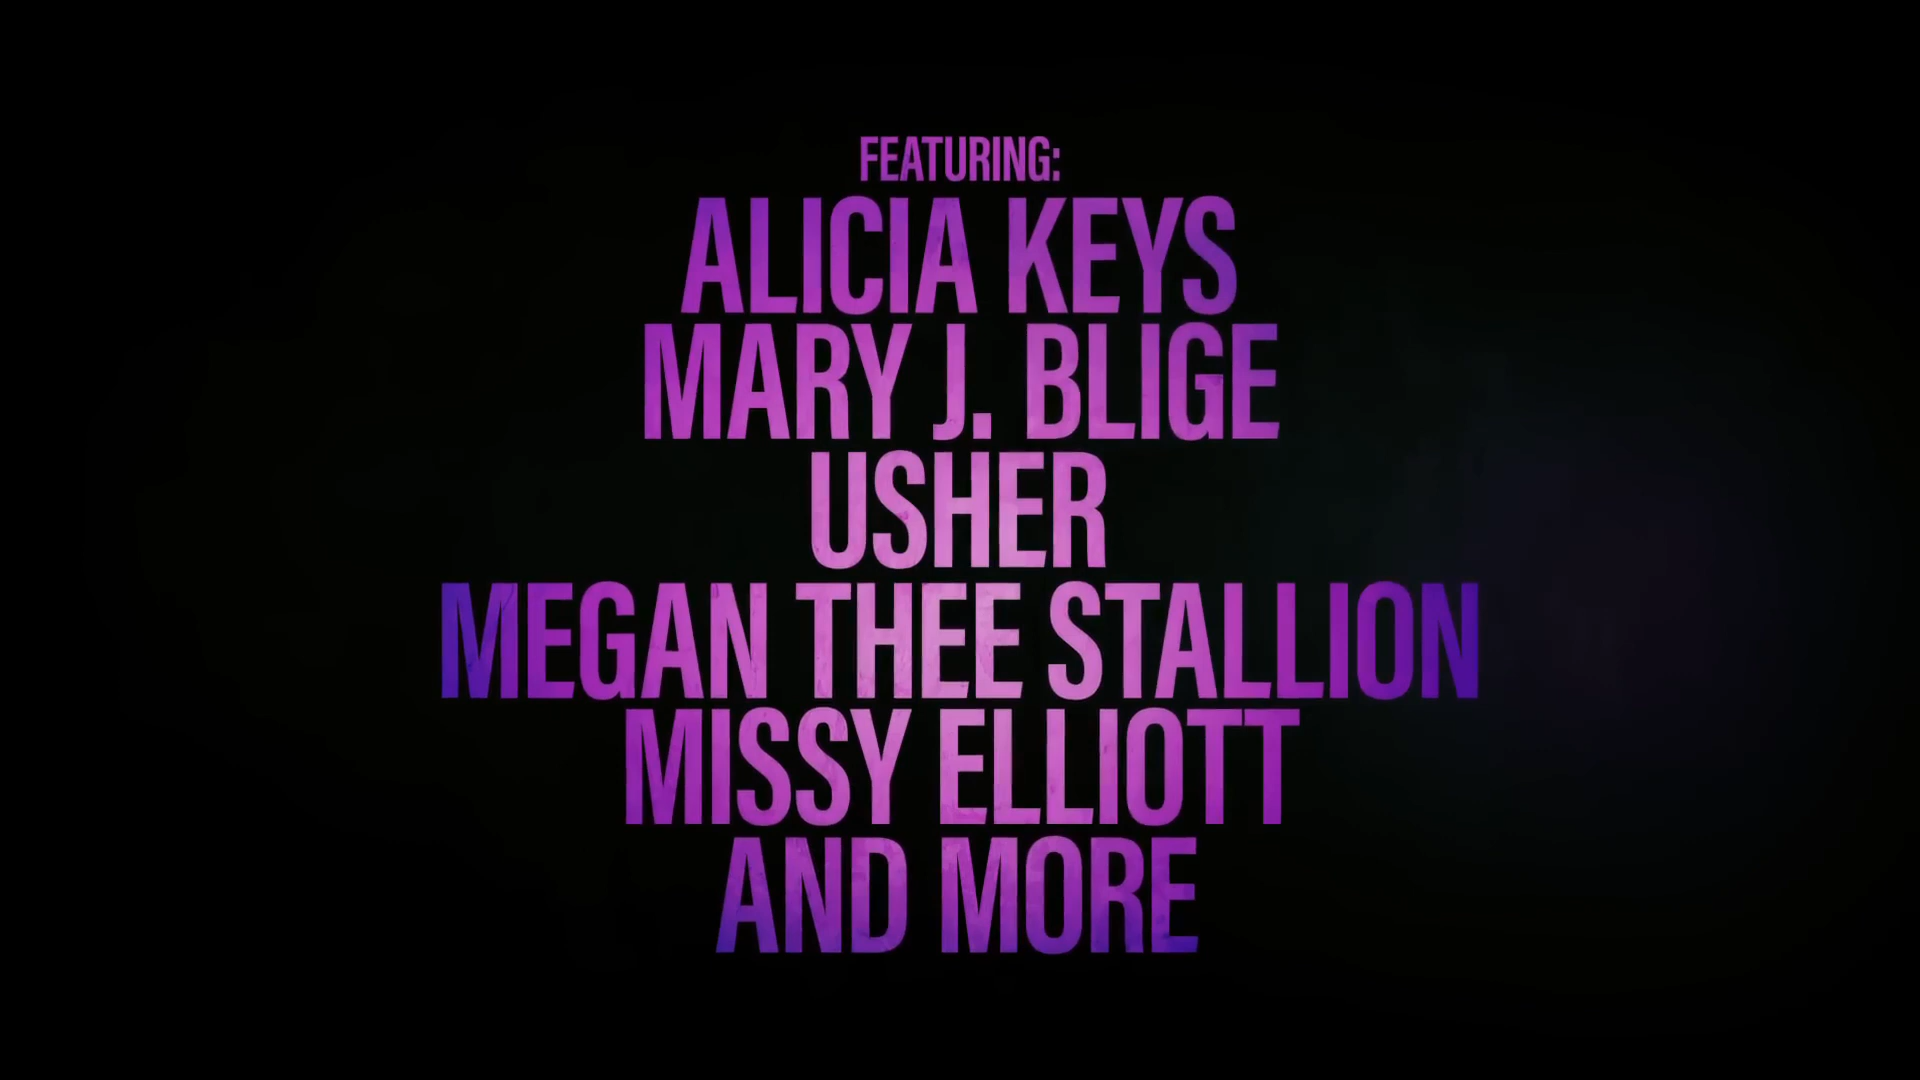 FEATURING:
ALICIA KEYS
MARY J. BLIGE
USHER
MEGAN THEE STALLION
MISSY ELLIOTT
AND MORE